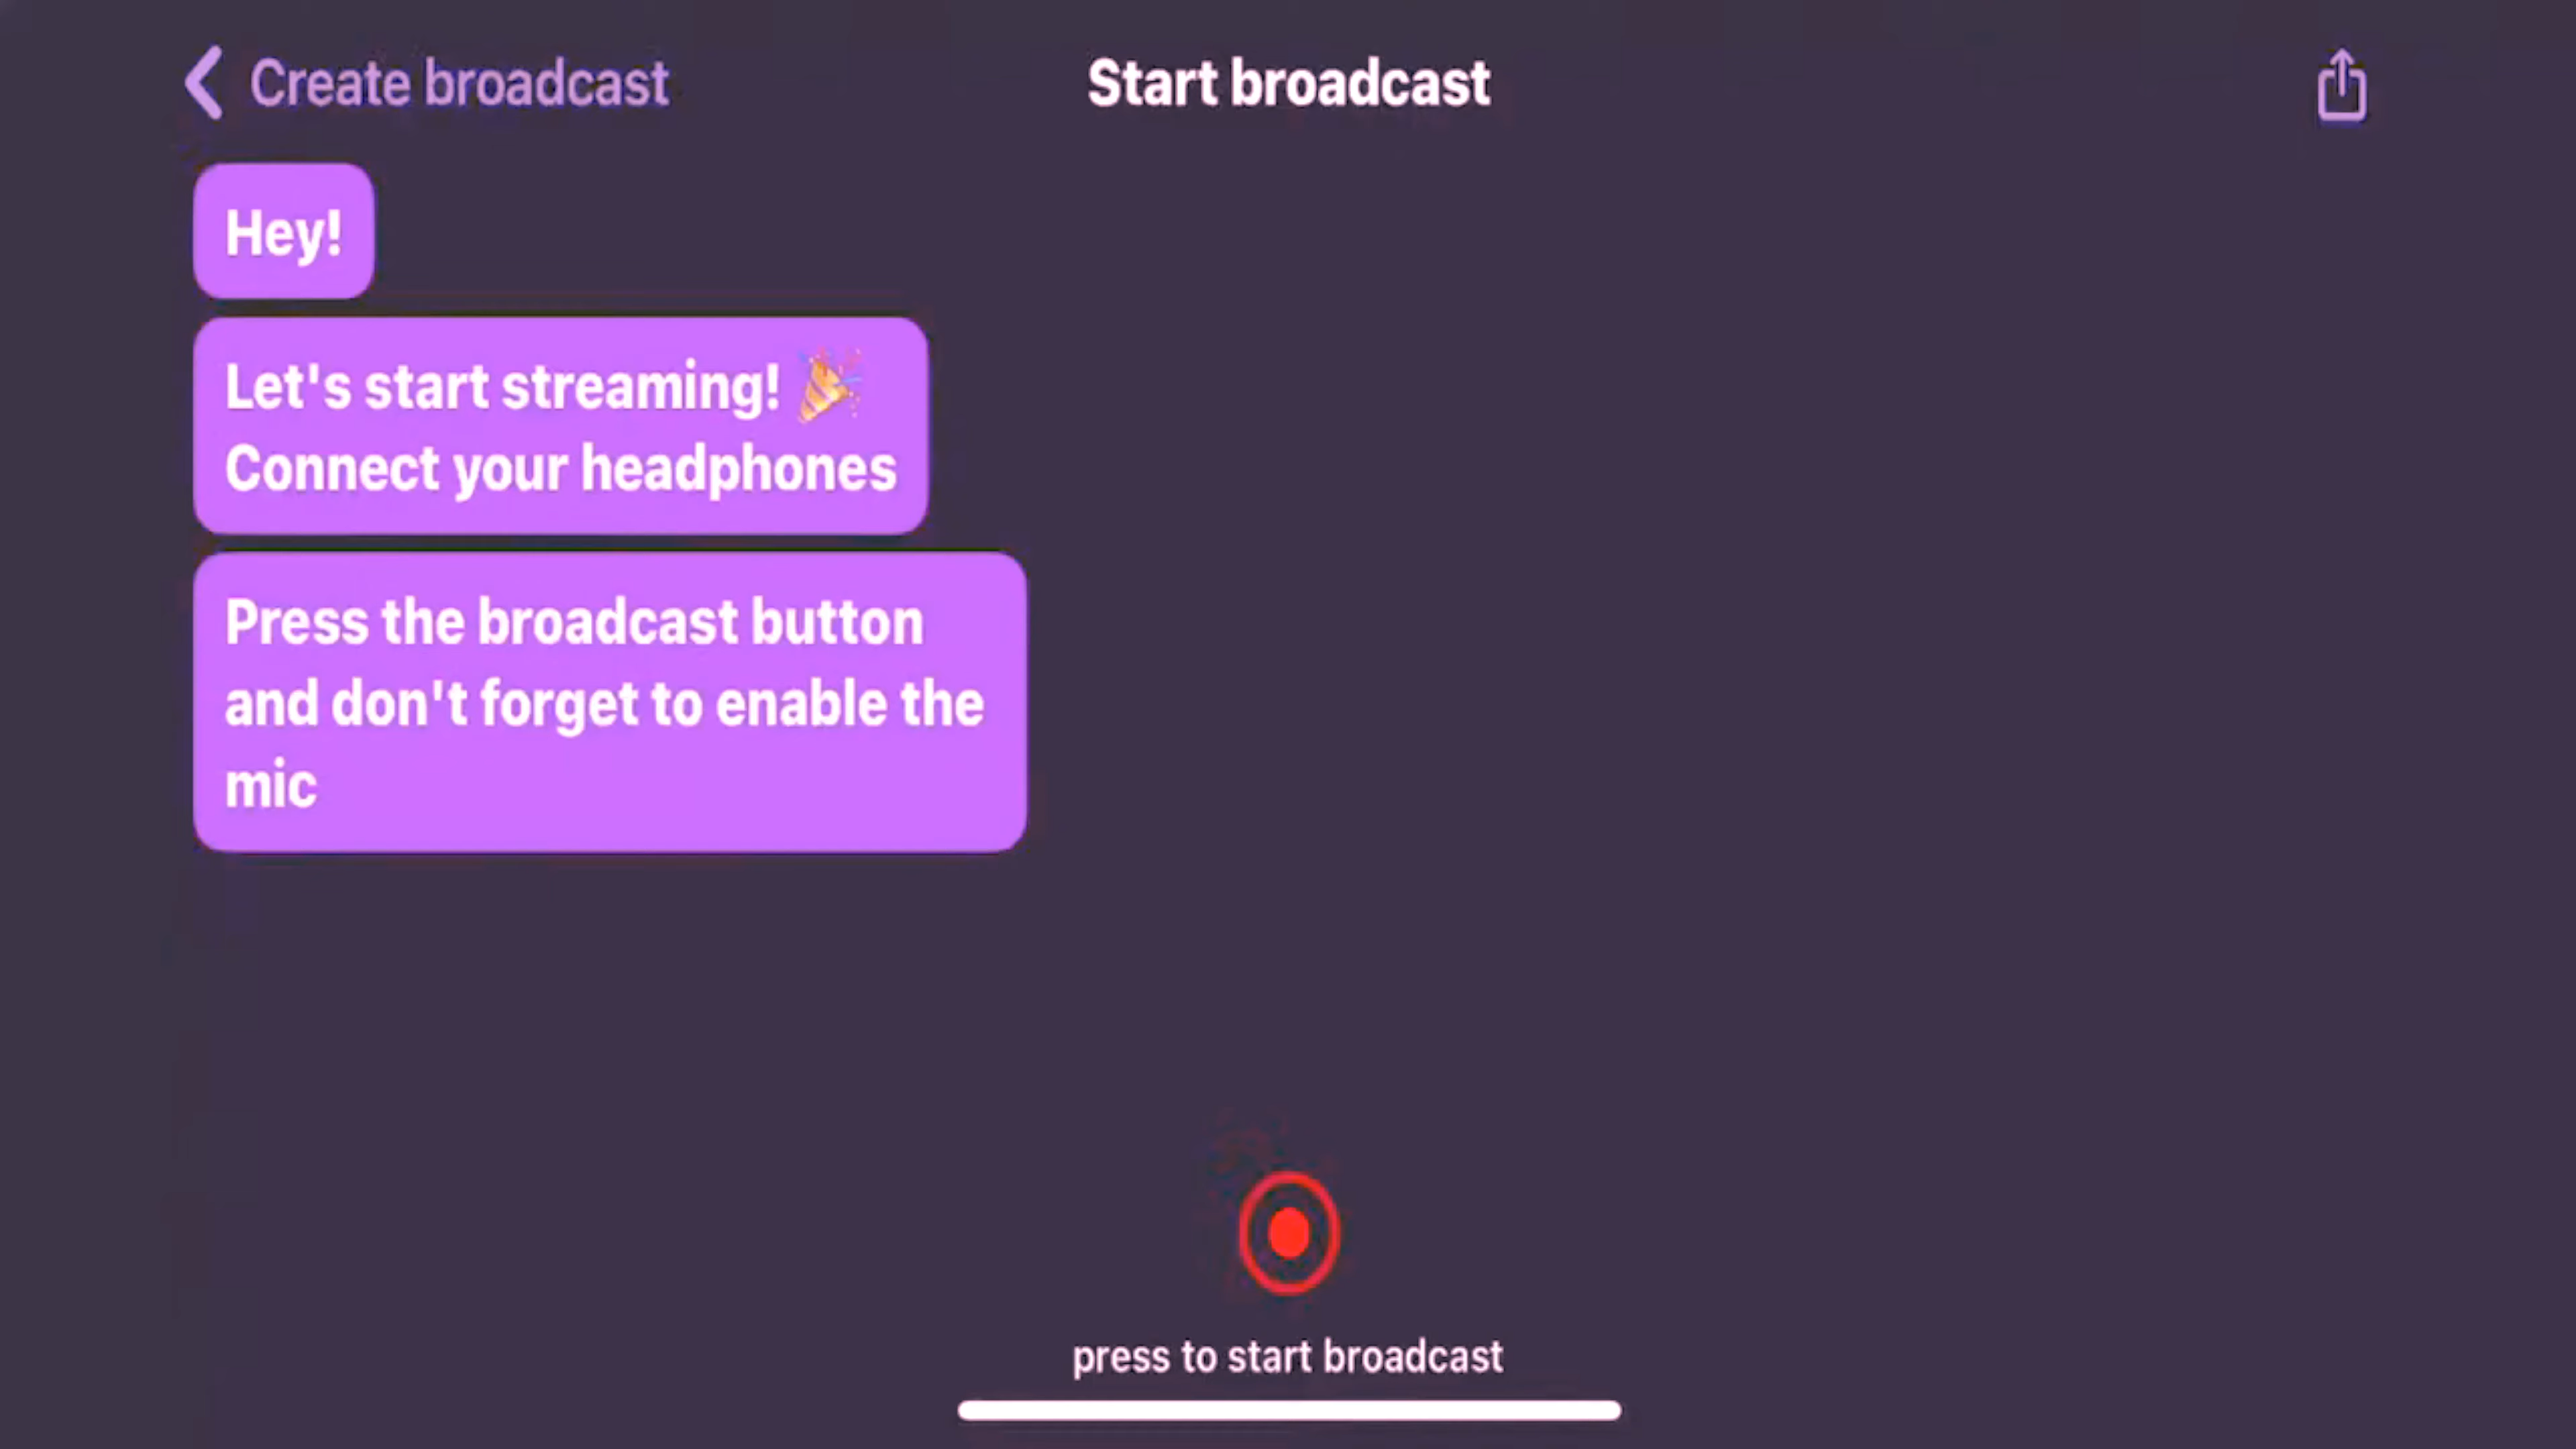 Create broadcast
Start broadcast
Hey!
Let's start streaming! 🎉
Connect your headphones
Press the broadcast button
and don't forget to enable the
mic
press to start broadcast